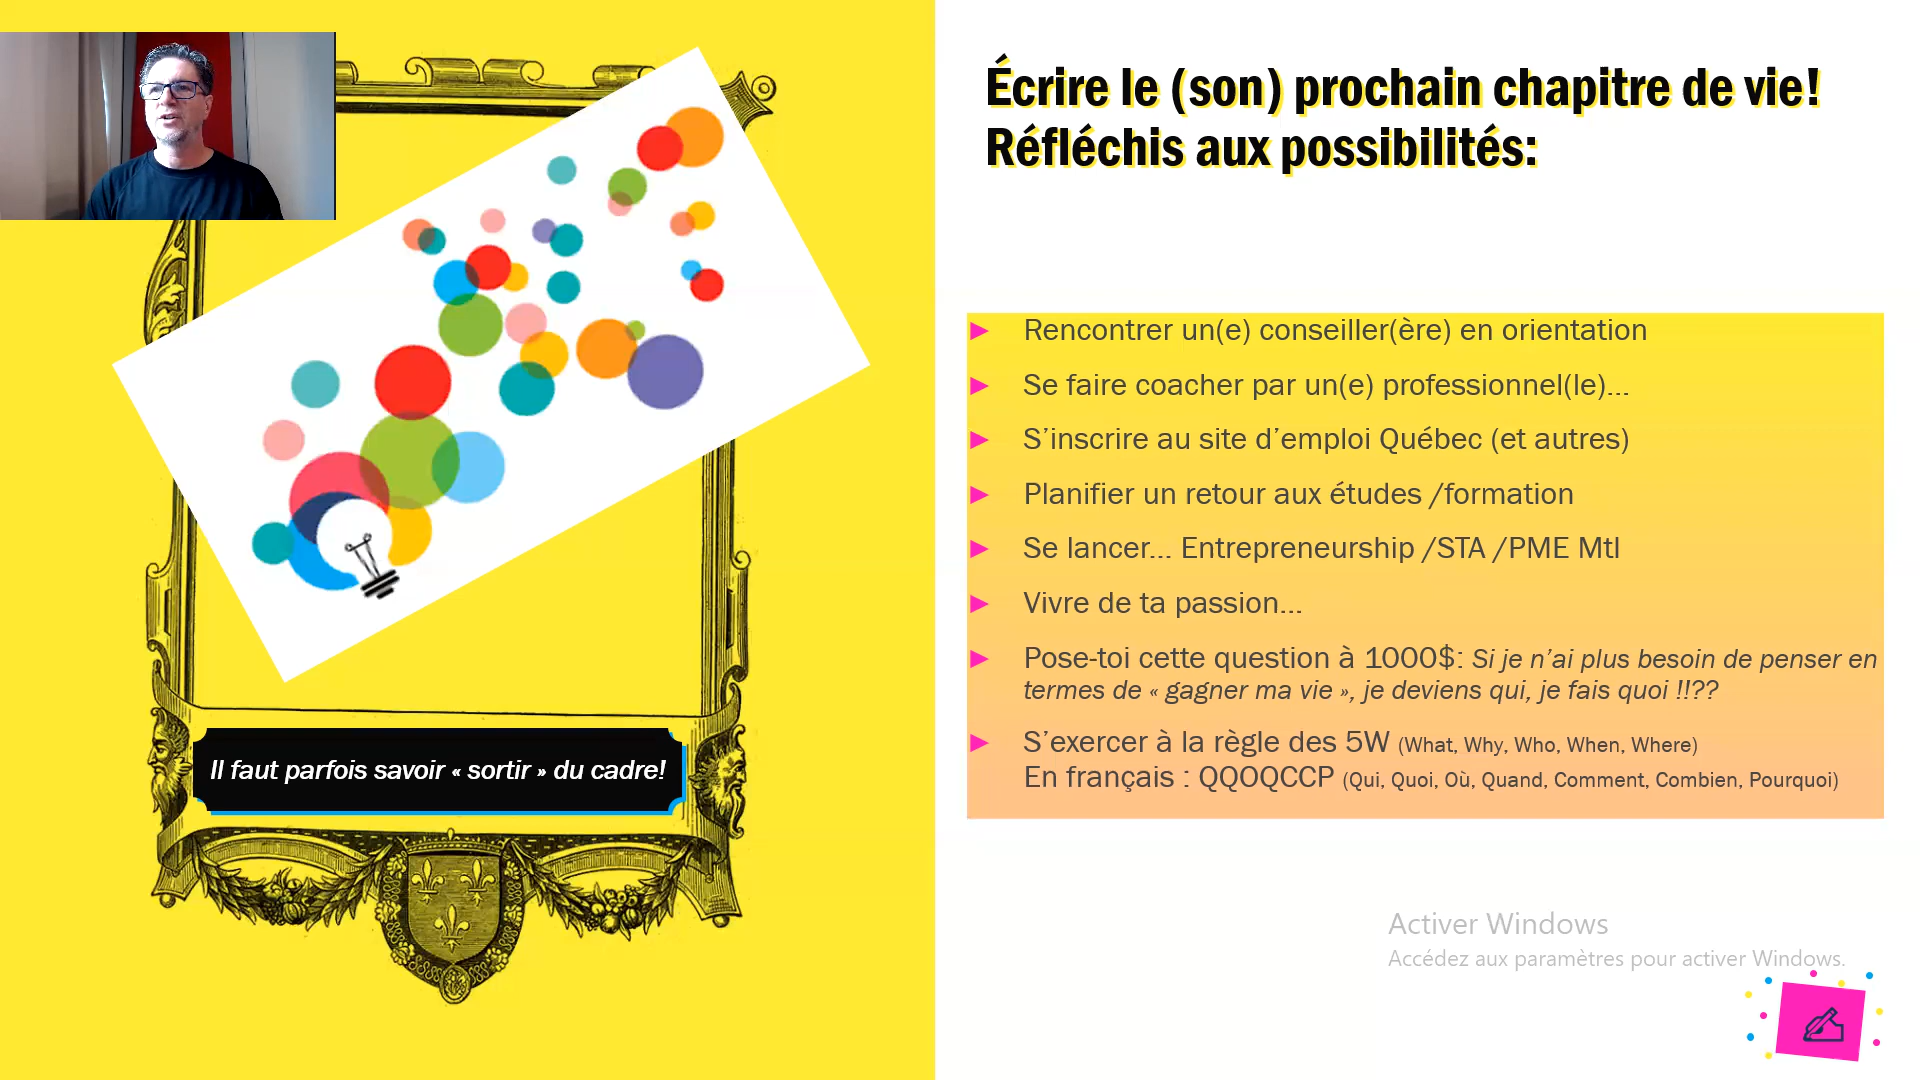 Écrire le (son) prochain chapitre de vie!
Réfléchis aux possibilités:
Rencontrer un(e) conseiller(ère) en orientation
Se faire coacher par un(e) professionnel(le)...
S’inscrire au site d’emploi Québec (et autres)
Planifier un retour aux études /formation
Se lancer... Entrepreneurship /STA /PME Mtl
Vivre de ta passion...
Pose-toi cette question à 1000$: Si je n’ai plus besoin de penser en
termes de « gagner ma vie », je deviens qui, je fais quoi !!??
S’exercer à la règle des 5W (What, Why, Who, When, Where)
En français : QQOQCCP (Qui, Quoi, Où, Quand, Comment, Combien, Pourquoi)
Il faut parfois savoir « sortir » du cadre!
Activer Windows
Accédez aux paramètres pour activer Windows.